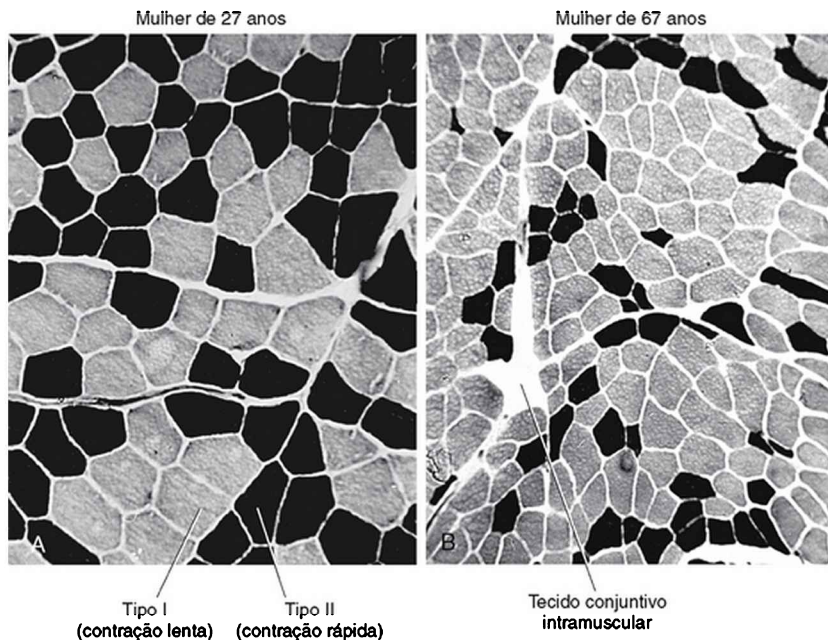 Mulher de 27 anos
Mulher de 67 anos
A
B
Tipo I
(contração lenta)
Tipo II
(contração rápida)
Tecido conjuntivo
intramuscular